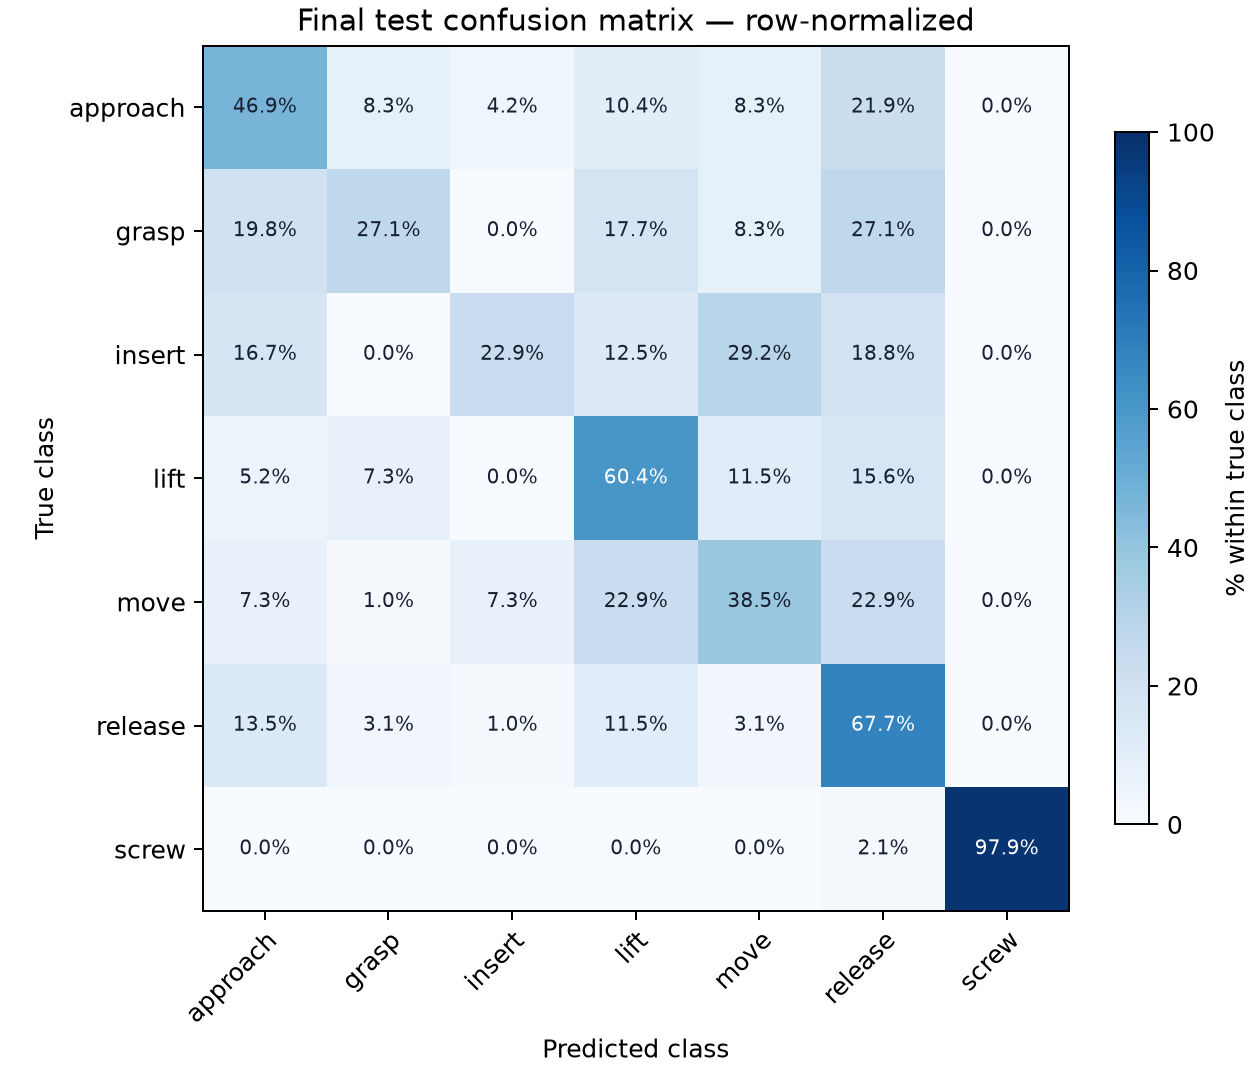 Final test confusion matrix — row-normalized
approach 46.9% 8.3% 4.2% 10.4% 8.3% 21.9% 0.0%
grasp 19.8% 27.1% 0.0% 17.7% 8.3% 27.1% 0.0%
insert 16.7% 0.0% 22.9% 12.5% 29.2% 18.8% 0.0%
lift 5.2% 7.3% 0.0% 60.4% 11.5% 15.6% 0.0%
move 7.3% 1.0% 7.3% 22.9% 38.5% 22.9% 0.0%
release 13.5% 3.1% 1.0% 11.5% 3.1% 67.7% 0.0%
screw 0.0% 0.0% 0.0% 0.0% 0.0% 2.1% 97.9%
approach grasp insert lift move release screw
Predicted class
True class
100
80
60
40
20
0
% within true class